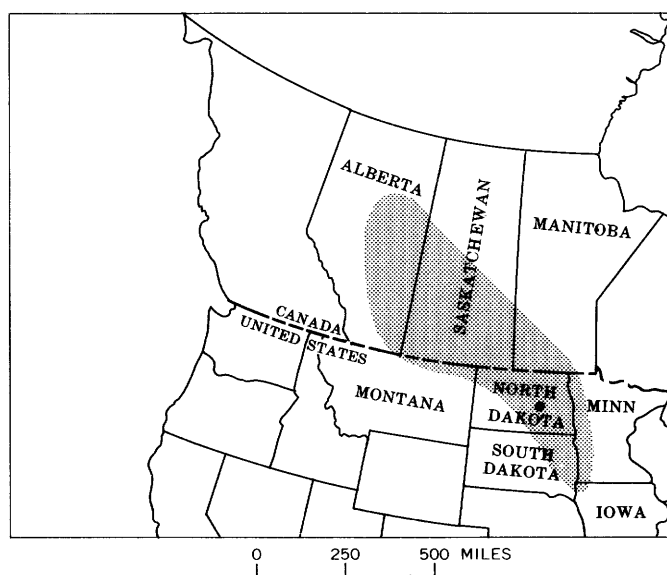 ALBERTA
SASKATCHEWAN
MANITOBA
CANADA
UNITED STATES
MONTANA
NORTH
DAKOTA
MINN
SOUTH
DAKOTA
IOWA
0 250 500 MILES